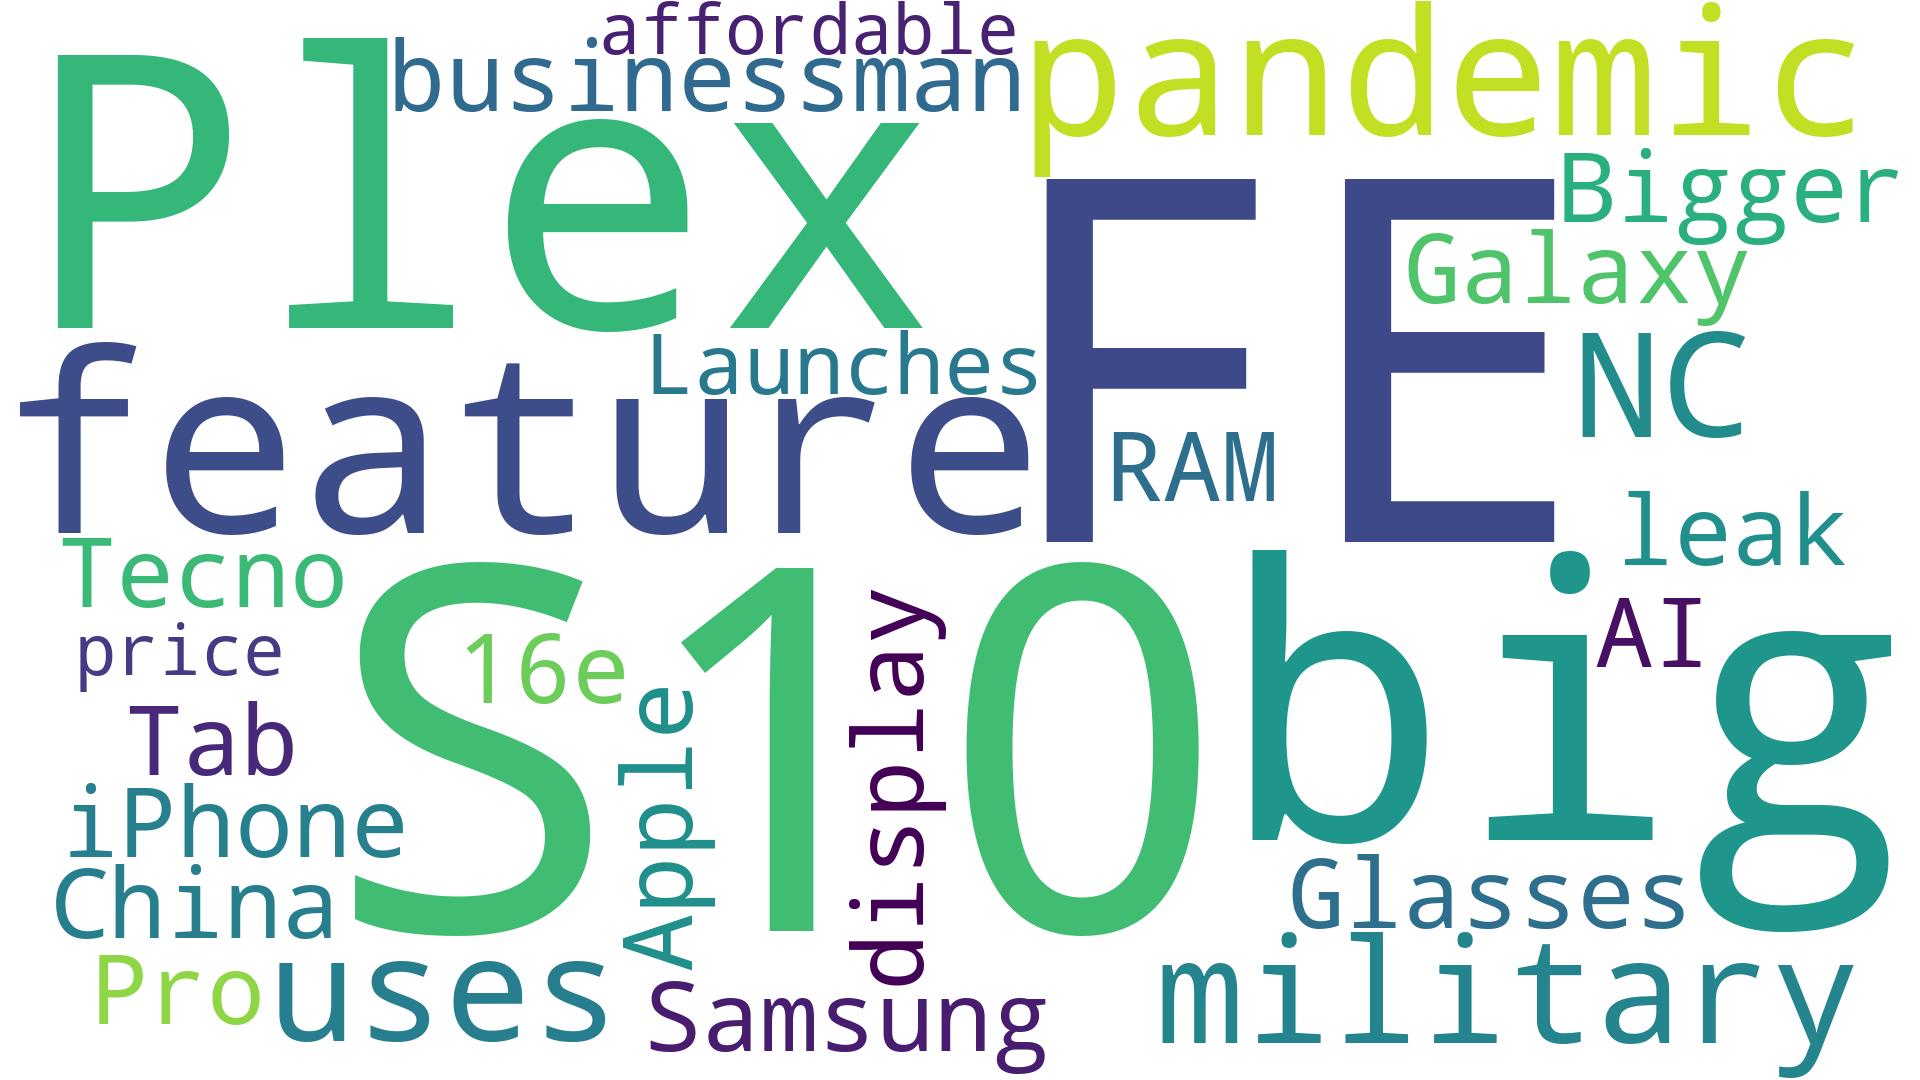 affordable
businessman
pandemic
Plex
Bigger
Galaxy
FE
Launches
NC
feature
RAM
leak
Tecno
S10
big
AI
price
16e
Tab
Apple
display
iPhone
China
Glasses
Pro
uses
Samsung
military